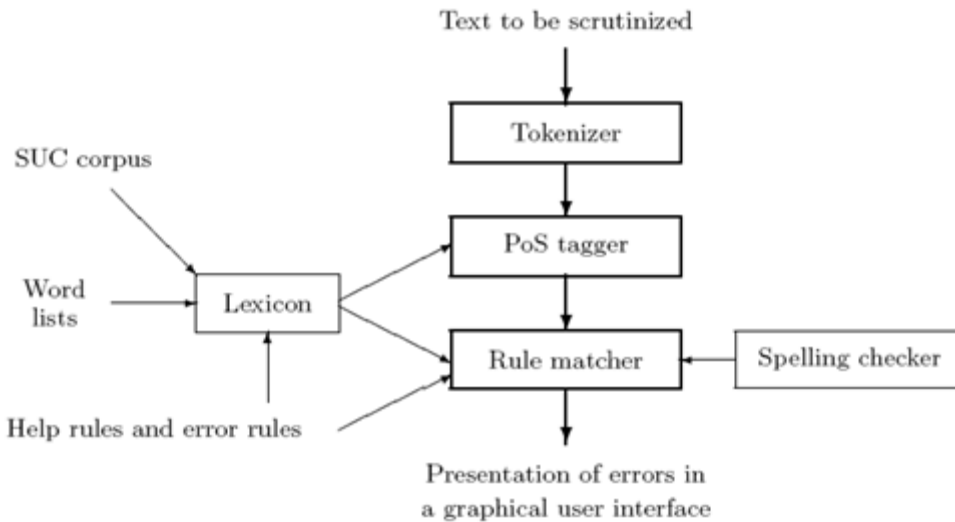 Text to be scrutinized
Tokenizer
SUC corpus
PoS tagger
Word
lists
Lexicon
Rule matcher
Spelling checker
Help rules and error rules
Presentation of errors in
a graphical user interface